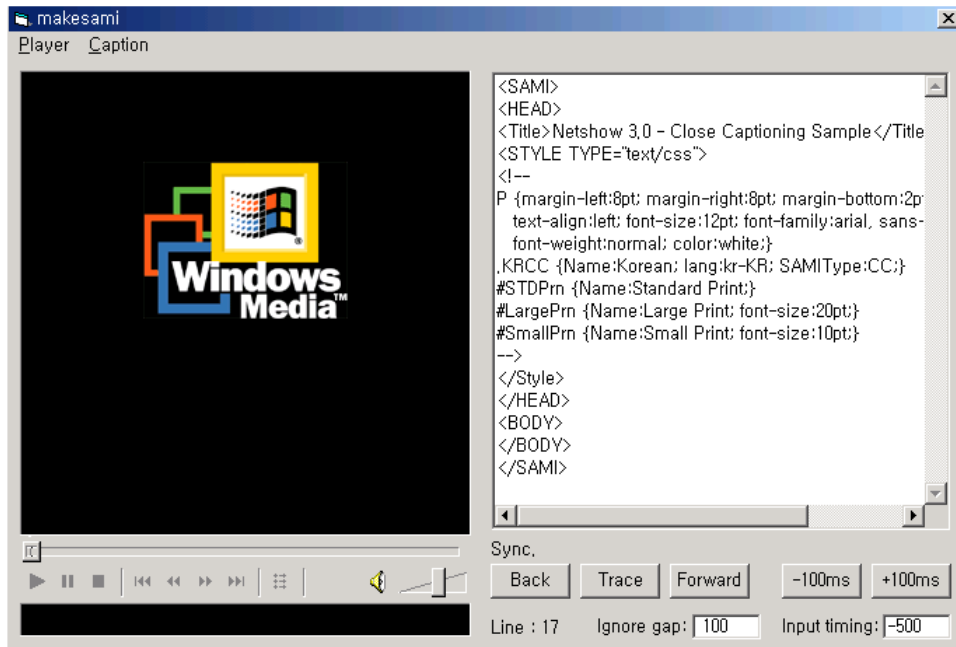 makesami
Player Caption
Windows
Media™
<SAMI>
<HEAD>
<Title>Netshow 3.0 - Close Captioning Sample</Title
<STYLE TYPE="text/css">
<!--
P {margin-left:8pt; margin-right:8pt; margin-bottom:2p
text-align:left; font-size:12pt; font-family:arial, sans-
font-weight:normal; color:white;}
.KRCC {Name:Korean; lang:kr-KR; SAMIType:CC;}
#STDPrn {Name:Standard Print;}
#LargePrn {Name:Large Print; font-size:20pt;}
#SmallPrn {Name:Small Print; font-size:10pt;}
-->
</Style>
</HEAD>
<BODY>
</BODY>
</SAMI>
Sync.
Back Trace Forward -100ms +100ms
Line : 17 Ignore gap: 100 Input timing: -500